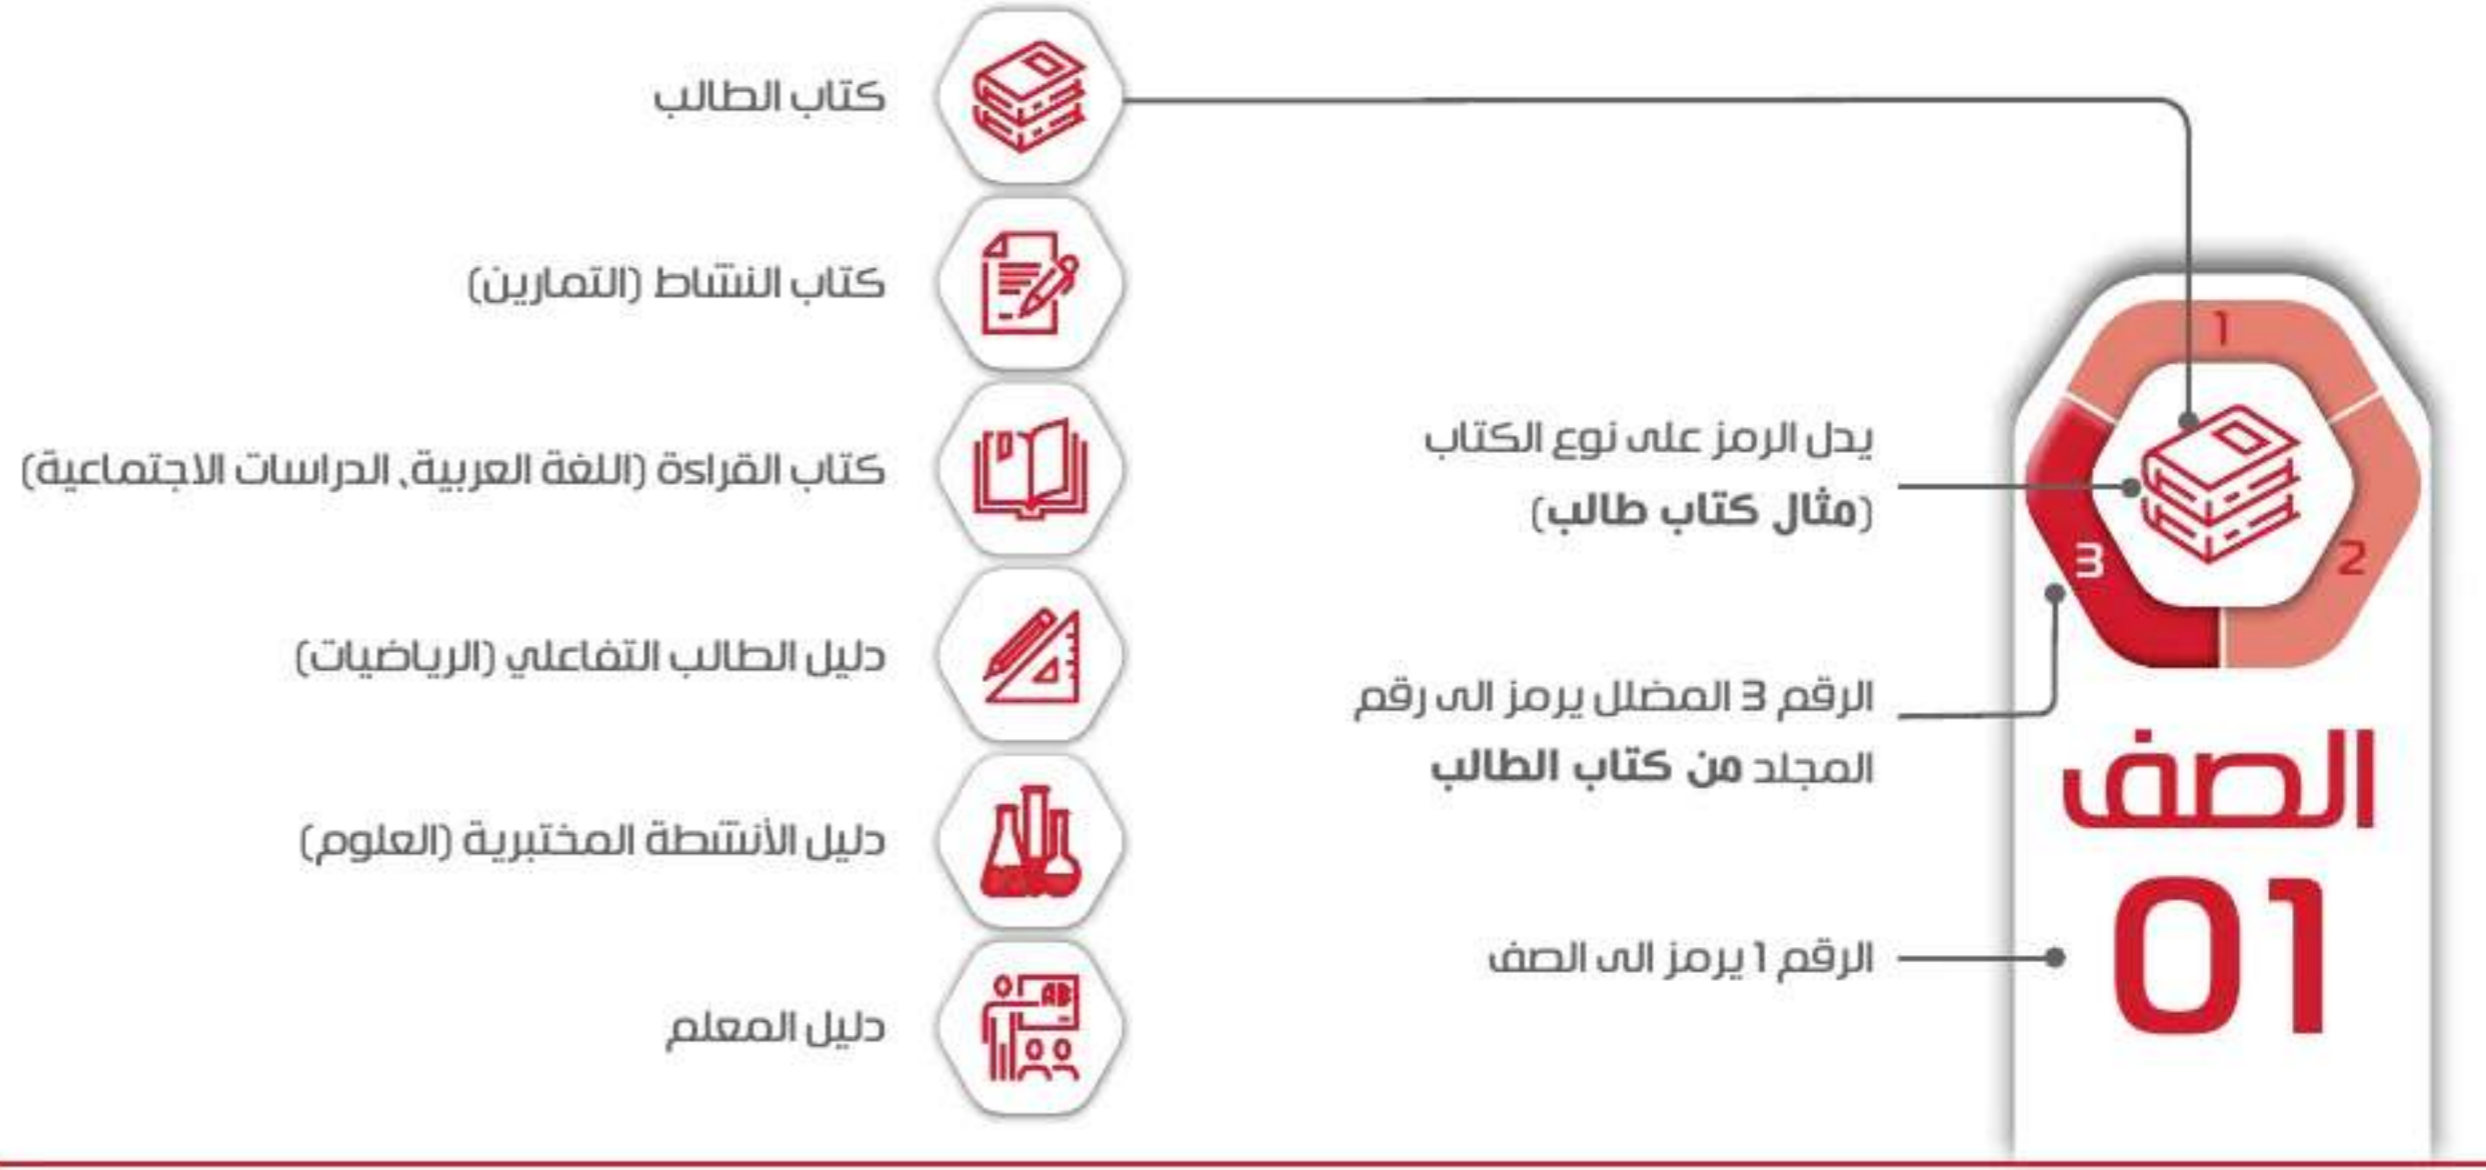 1
2
3
الصف
01
يدل الرمز على نوع الكتاب
(مثال كتاب طالب)
الرقم 3 المضلل يرمز الى رقم
المجلد من كتاب الطالب
الرقم 1 يرمز الى الصف
كتاب الطالب
كتاب النشاط (التمارين)
كتاب القراءة (اللغة العربية، الدراسات الاجتماعية)
دليل الطالب التفاعلي (الرياضيات)
دليل الأنشطة المختبرية (العلوم)
AB
دليل المعلم